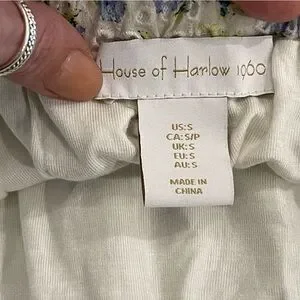 House of Harlow 1960
US:S
CA:S/P
UK:S
EU:S
AU:S
MADE IN
CHINA